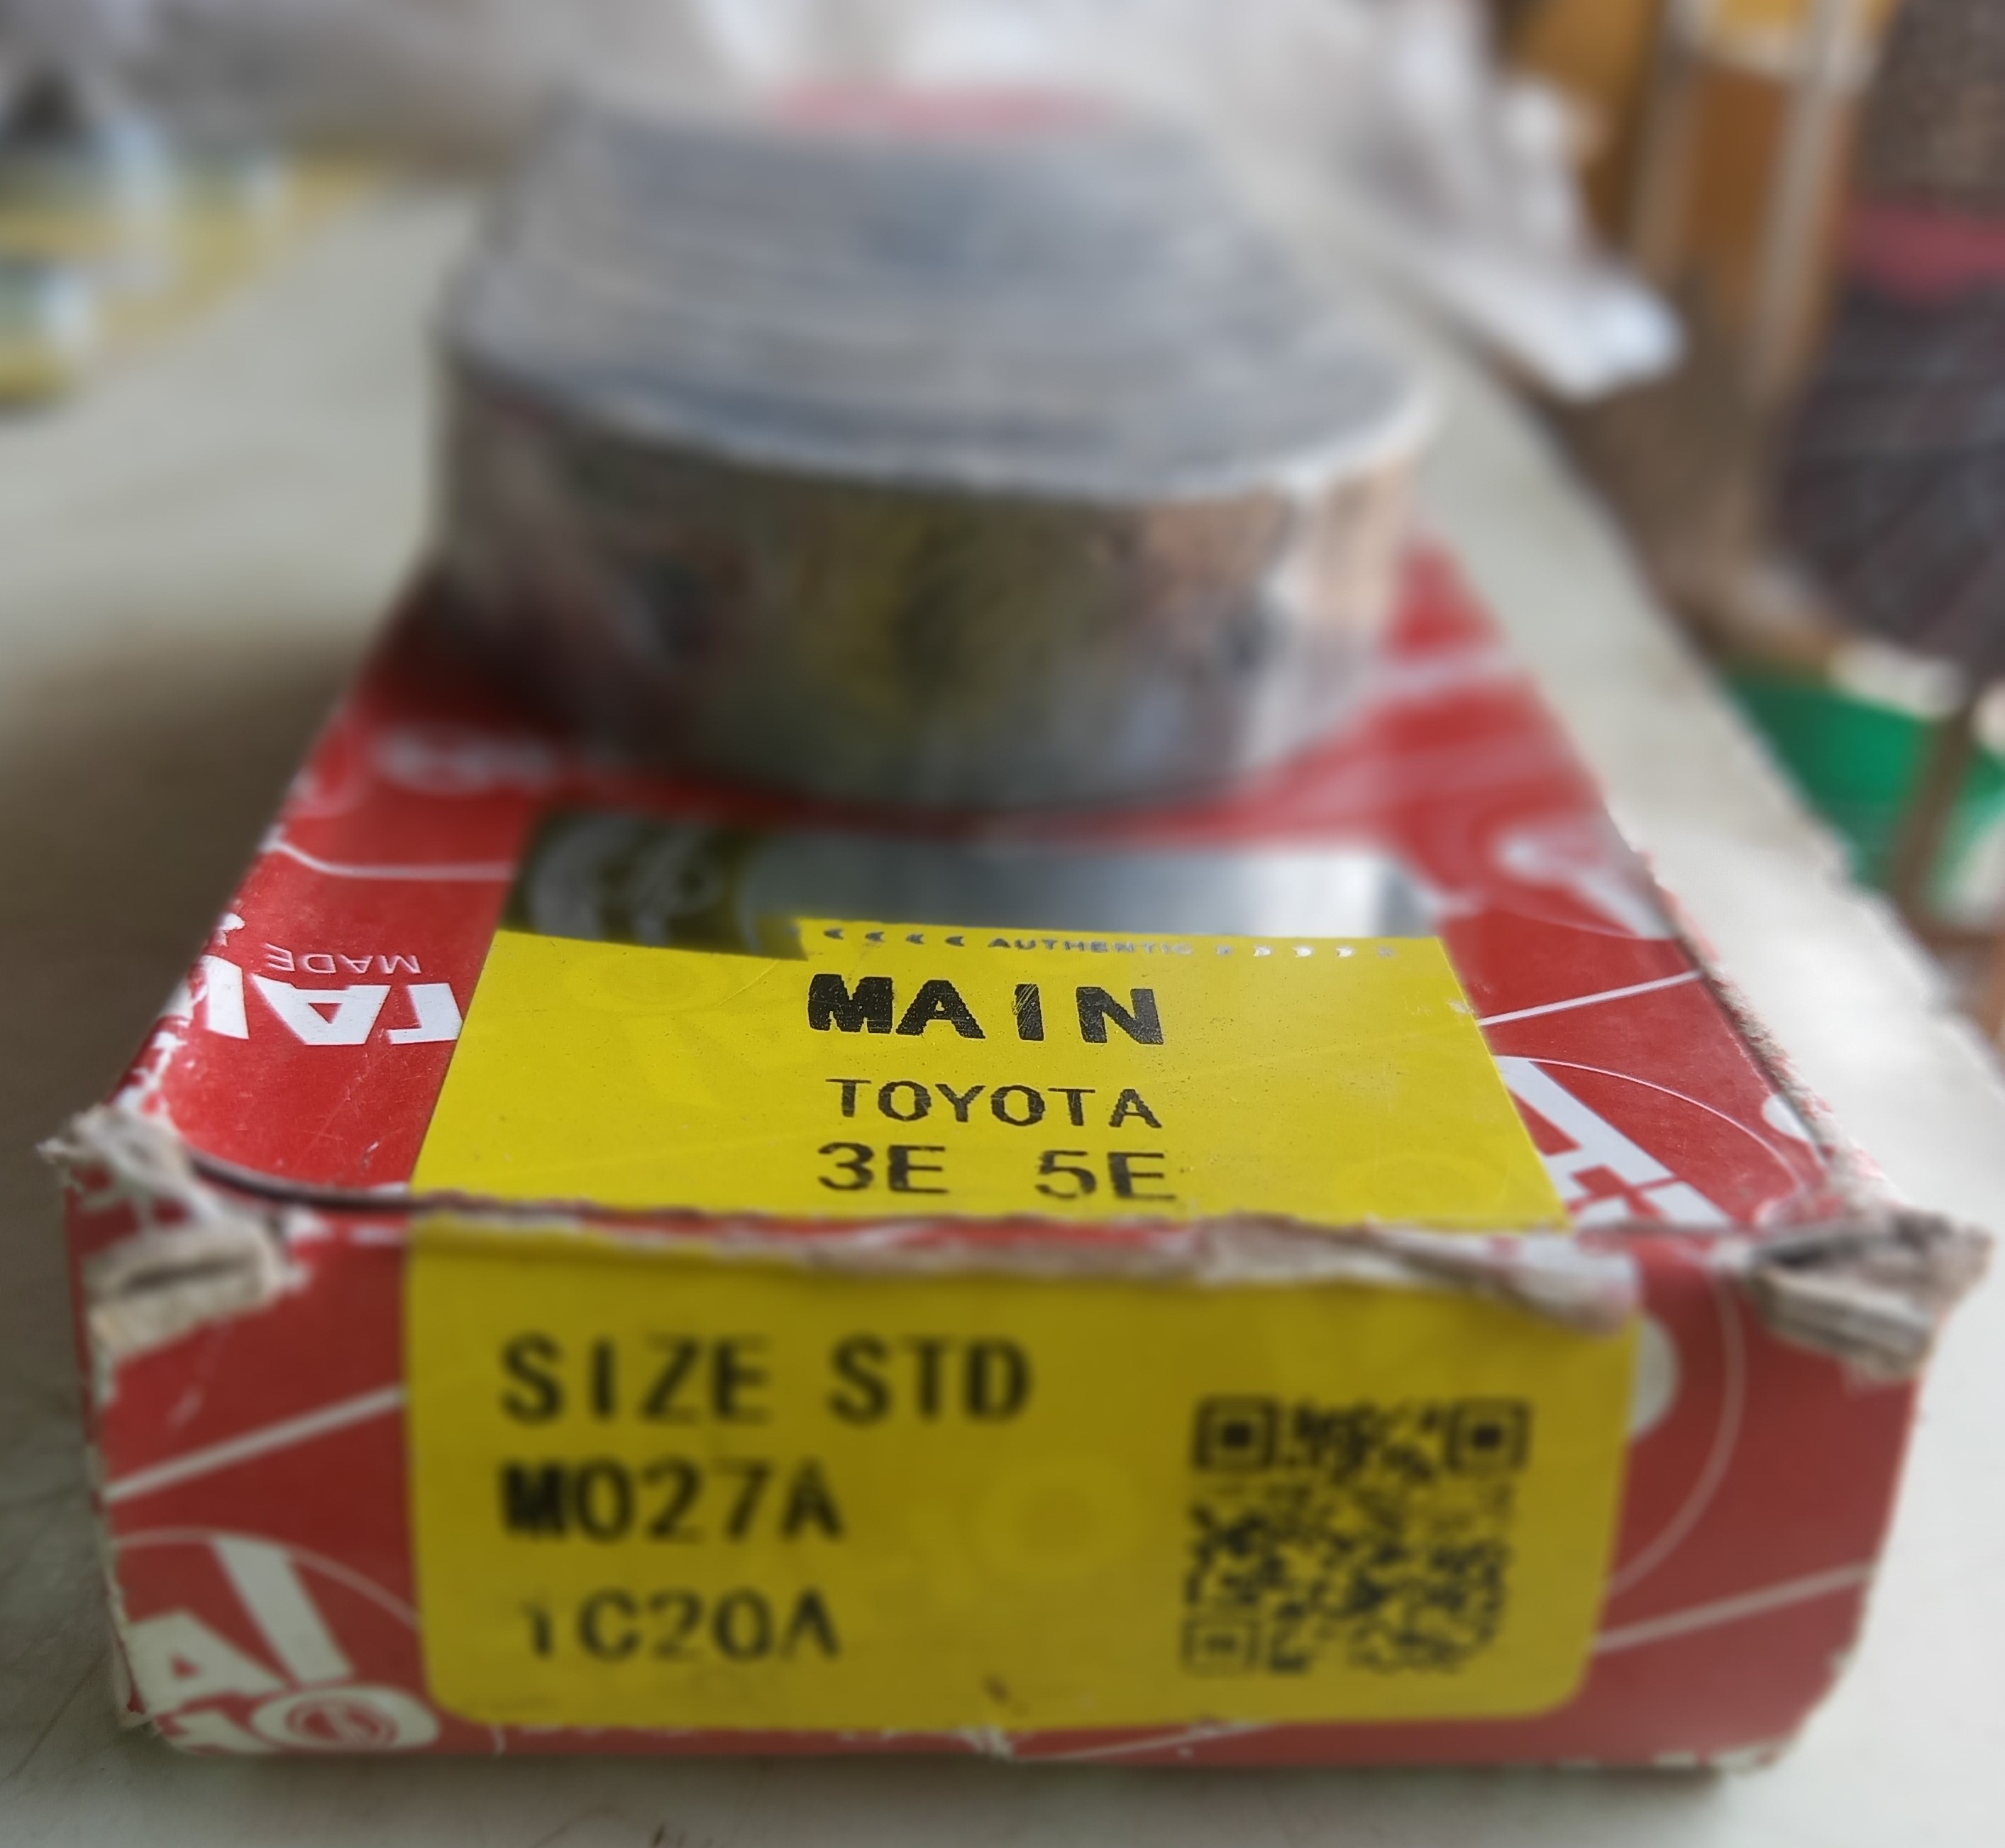 AUTHENTIC
MAIN
TOYOTA
3E 5E
MADE
SIZE STD
M027A
1C20A